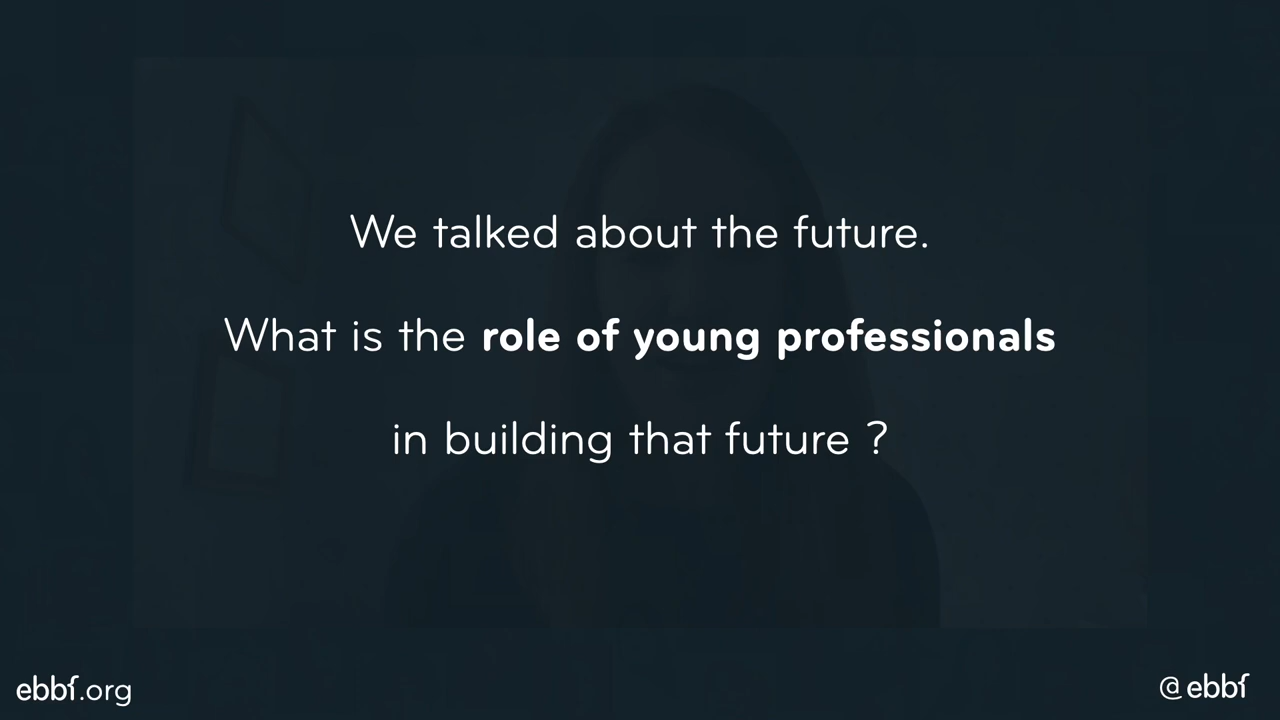 We talked about the future.
What is the role of young professionals
in building that future ?
ebbf.org
@ebbf